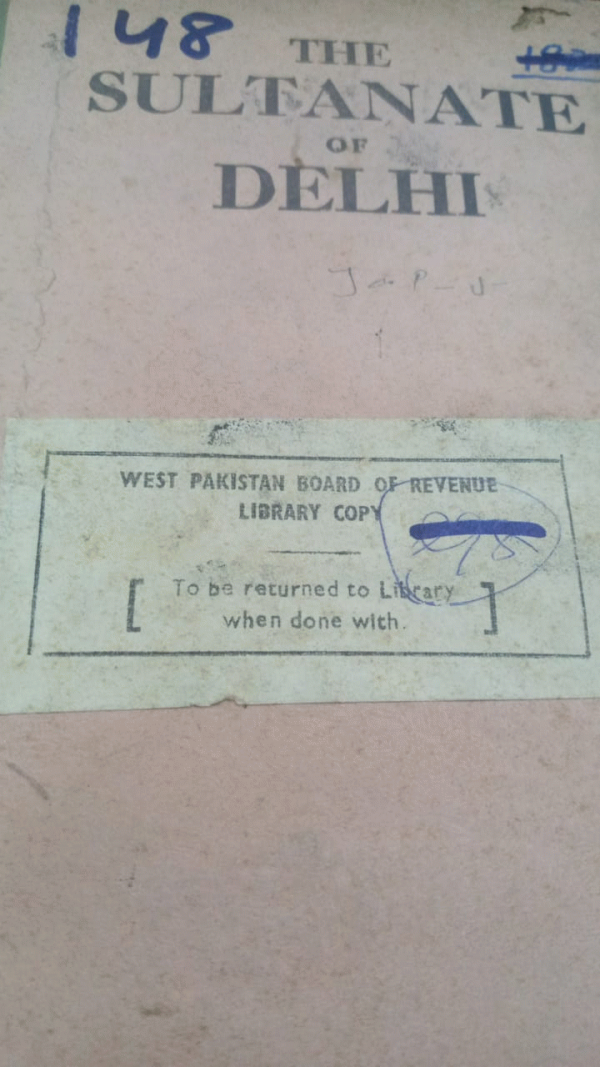 148
THE
SULTANATE
OF
DELHI
WEST PAKISTAN BOARD OF REVENUE
LIBRARY COPY
[ To be returned to Library
when done with. ]